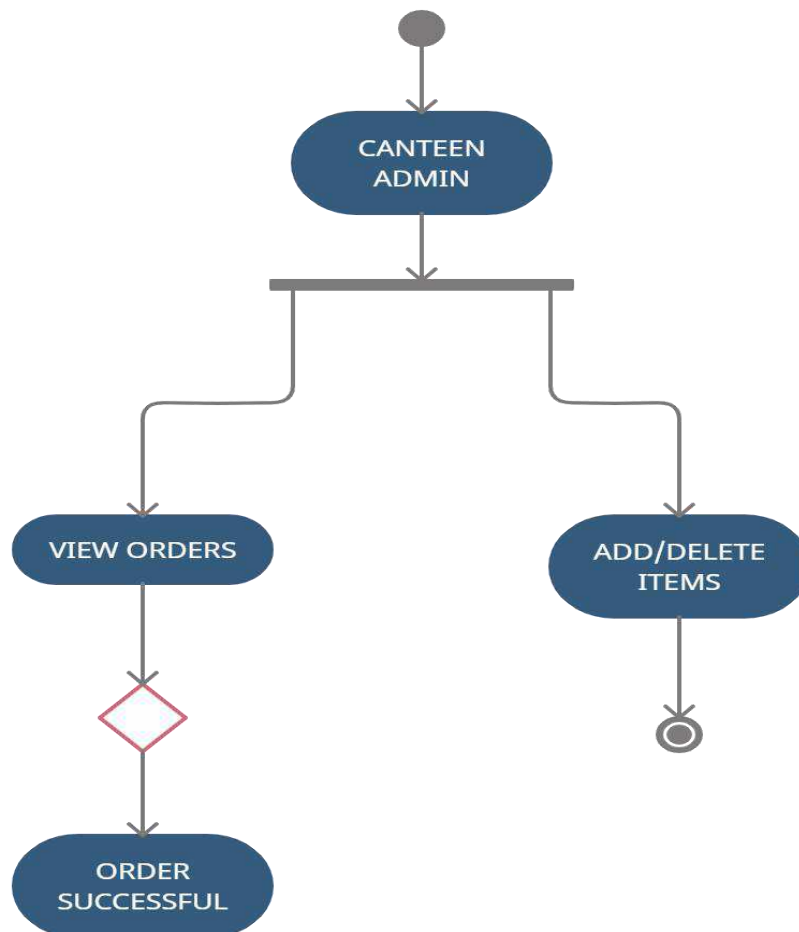 CANTEEN
ADMIN
VIEW ORDERS
ADD/DELETE
ITEMS
ORDER
SUCCESSFUL